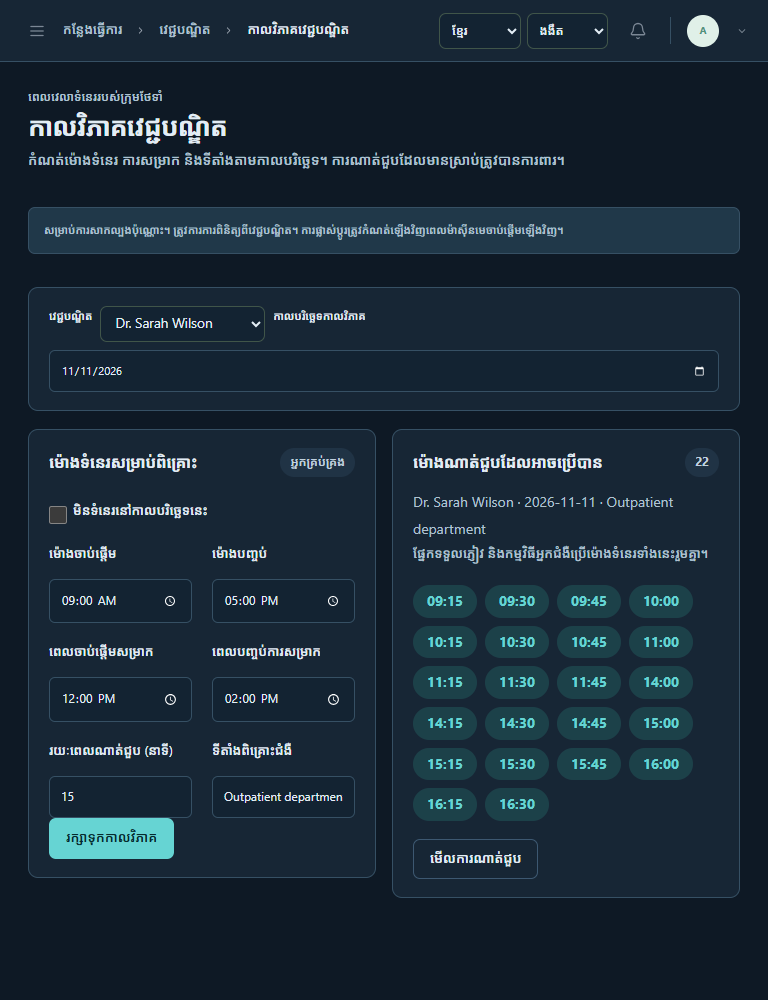 កន្លែងធ្វើការ › វេជ្ជបណ្ឌិត › កាលវិភាគវេជ្ជបណ្ឌិត ខ្មែរ ងងឹត A
ពេលវេលាទំនេររបស់ក្រុមថែទាំ
កាលវិភាគវេជ្ជបណ្ឌិត
កំណត់ម៉ោងទំនេរ ការសម្រាក និងទីតាំងតាមកាលបរិច្ឆេទ។ ការណាត់ជួបដែលមានស្រាប់ត្រូវបានការពារ។
សម្រាប់ការសាកល្បងប៉ុណ្ណោះ។ ត្រូវការការពិនិត្យពីវេជ្ជបណ្ឌិត។ ការផ្លាស់ប្តូរត្រូវកំណត់ឡើងវិញពេលម៉ាស៊ីនមេចាប់ផ្តើមឡើងវិញ។
វេជ្ជបណ្ឌិត Dr. Sarah Wilson កាលបរិច្ឆេទកាលវិភាគ
11/11/2026
ម៉ោងទំនេរសម្រាប់ពិគ្រោះ អ្នកគ្រប់គ្រង
មិនទំនេរនៅកាលបរិច្ឆេទនេះ
ម៉ោងចាប់ផ្តើម ម៉ោងបញ្ចប់
09:00 AM 05:00 PM
ពេលចាប់ផ្តើមសម្រាក ពេលបញ្ចប់ការសម្រាក
12:00 PM 02:00 PM
រយៈពេលណាត់ជួប (នាទី) ទីតាំងពិគ្រោះជំងឺ
15 Outpatient departmen
រក្សាទុកកាលវិភាគ
ម៉ោងណាត់ជួបដែលអាចប្រើបាន 22
Dr. Sarah Wilson · 2026-11-11 · Outpatient
department
ផ្នែកទទួលភ្ញៀវ និងកម្មវិធីអ្នកជំងឺប្រើម៉ោងទំនេរទាំងនេះរួមគ្នា។
09:15 09:30 09:45 10:00
10:15 10:30 10:45 11:00
11:15 11:30 11:45 14:00
14:15 14:30 14:45 15:00
15:15 15:30 15:45 16:00
16:15 16:30
មើលការណាត់ជួប